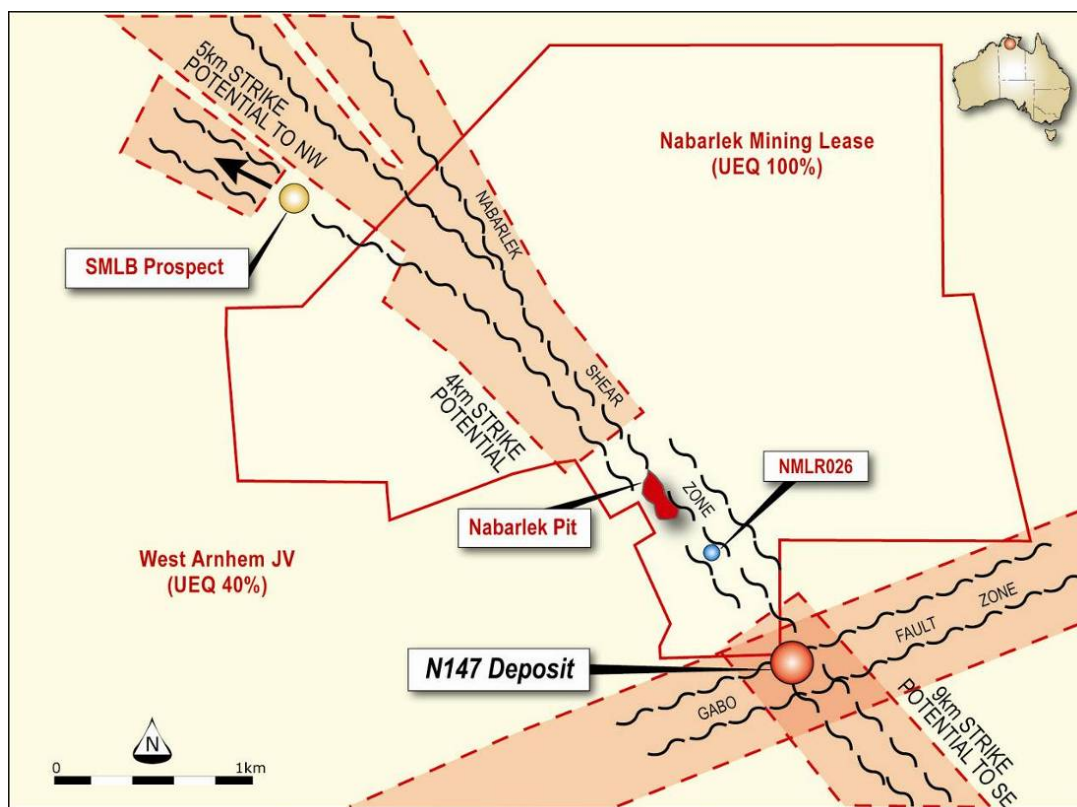 5km STRIKE
POTENTIAL TO NW
Nabarlek Mining Lease
(UEQ 100%)
NABARLEK
SMLB Prospect
SHEAR
4km STRIKE
POTENTIAL
NMLR026
ZONE
Nabarlek Pit
West Arnhem JV
(UEQ 40%)
ZONE
FAULT
N147 Deposit
GABO
9km STRIKE
POTENTIAL TO SE
N
0 1km